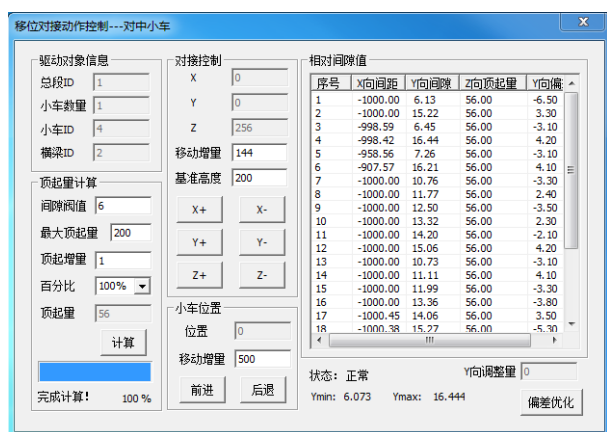 移位对接动作控制---对中小车
驱动对象信息
总段ID 1
小车数量 1
小车ID 4
横梁ID 2
顶起量计算
间隙阀值 6
最大顶起量 200
顶起增量 1
百分比 100%
顶起量 56
计算
完成计算! 100 %
对接控制
X 0
Y 0
Z 256
移动增量 144
基准高度 200
X+ X-
Y+ Y-
Z+ Z-
小车位置
位置 0
移动增量 500
前进 后退
相对间隙值
序号 X向间距 Y向间隙 Z向顶起量 Y向偏
1 -1000.00 6.13 56.00 -6.50
2 -1000.00 15.22 56.00 3.30
3 -998.59 6.45 56.00 -3.10
4 -998.42 16.44 56.00 4.20
5 -958.56 7.26 56.00 -3.10
6 -907.57 16.21 56.00 4.10
7 -1000.00 10.76 56.00 -3.30
8 -1000.00 11.77 56.00 2.40
9 -1000.00 12.50 56.00 -3.50
10 -1000.00 13.32 56.00 2.30
11 -1000.00 14.20 56.00 -2.10
12 -1000.00 15.06 56.00 4.20
13 -1000.00 10.73 56.00 -3.10
14 -1000.00 11.11 56.00 4.10
15 -1000.00 11.99 56.00 -3.30
16 -1000.00 13.36 56.00 -3.80
17 -1000.45 14.06 56.00 3.50
18 -1000.38 15.27 56.00 -5.30
状态: 正常 Y向调整量 0
Ymin: 6.073 Ymax: 16.444
偏差优化